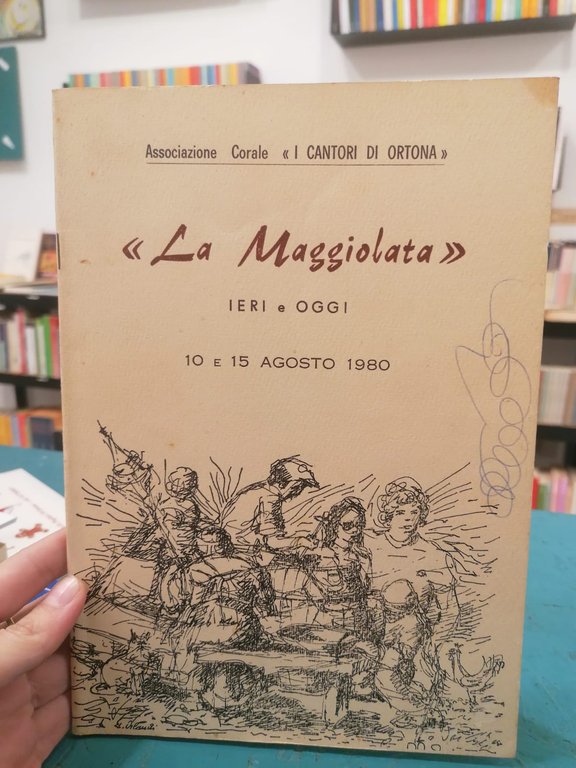 Associazione Corale « I CANTORI DI ORTONA »
« La Maggiolata »
IERI e OGGI
10 E 15 AGOSTO 1980